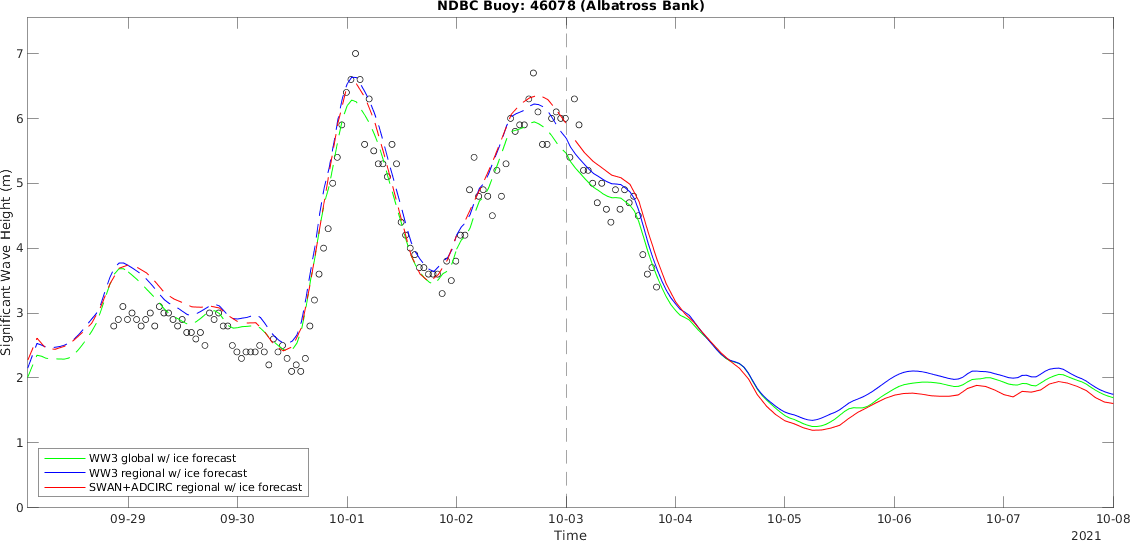 NDBC Buoy: 46078 (Albatross Bank)
Significant Wave Height (m)
7
6
5
4
3
2
1
0
WW3 global w/ ice forecast
WW3 regional w/ ice forecast
SWAN+ADCIRC regional w/ ice forecast
09-29 09-30 10-01 10-02 10-03 10-04 10-05 10-06 10-07 10-08
Time
2021